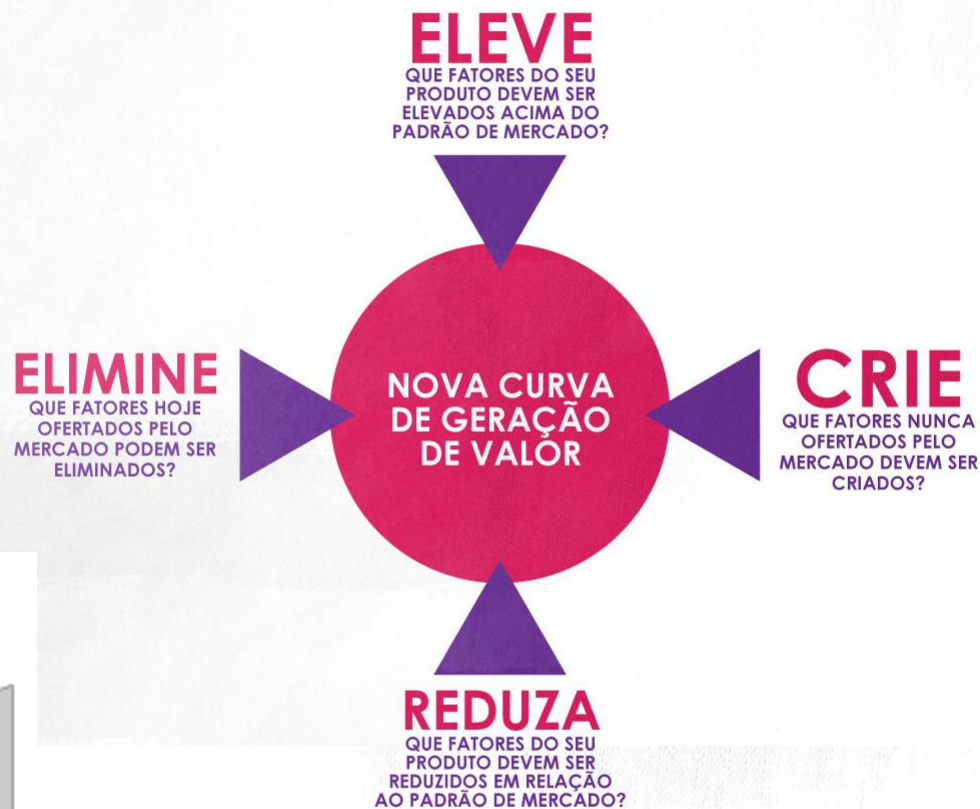 ELEVE
QUE FATORES DO SEU
PRODUTO DEVEM SER
ELEVADOS ACIMA DO
PADRÃO DE MERCADO?
ELIMINE
QUE FATORES HOJE
OFERTADOS PELO
MERCADO PODEM SER
ELIMINADOS?
NOVA CURVA
DE GERAÇÃO
DE VALOR
CRIE
QUE FATORES NUNCA
OFERTADOS PELO
MERCADO DEVEM SER
CRIADOS?
REDUZA
QUE FATORES DO SEU
PRODUTO DEVEM SER
REDUZIDOS EM RELAÇÃO
AO PADRÃO DE MERCADO?